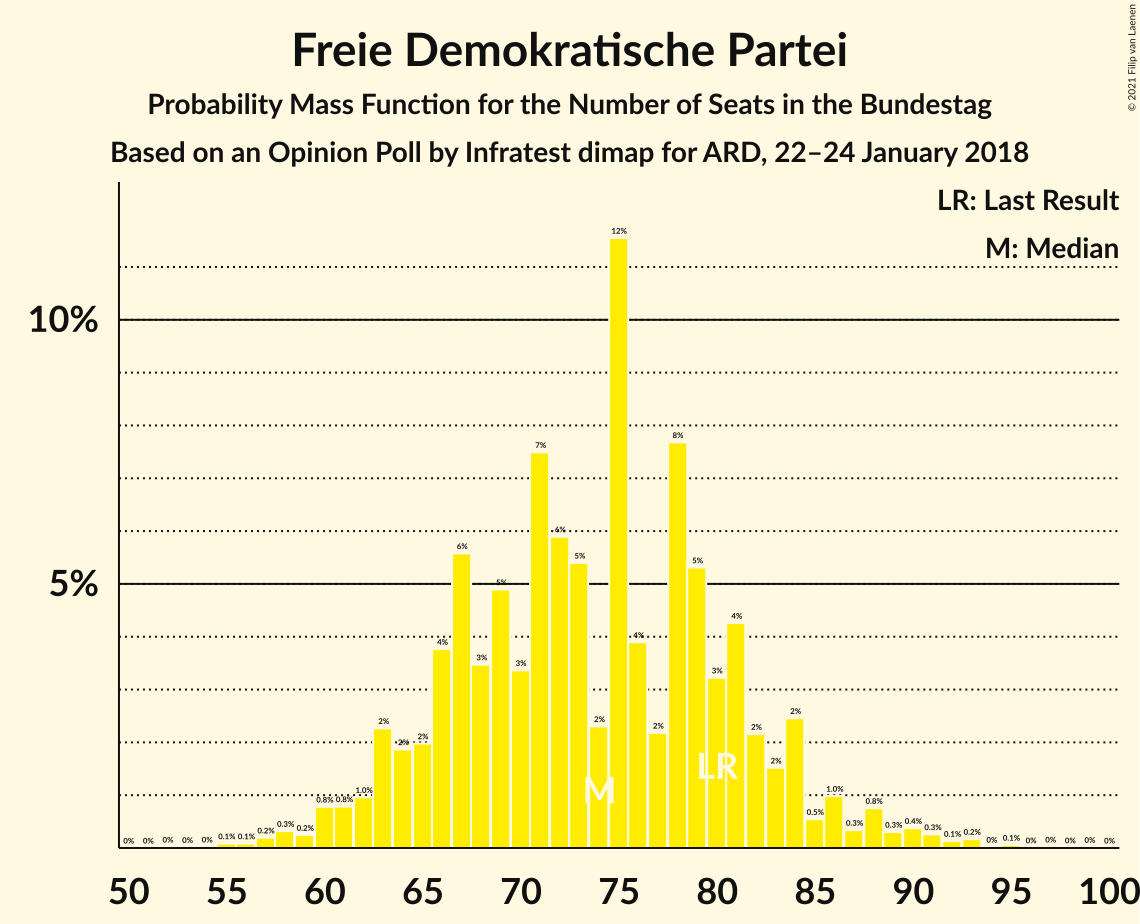 Freie Demokratische Partei
Probability Mass Function for the Number of Seats in the Bundestag
Based on an Opinion Poll by Infratest dimap for ARD, 22–24 January 2018
© 2021 Filip van Laenen
LR: Last Result
M: Median
10%
5%
0% 0% 0% 0% 0% 0.1% 0.1% 0.2% 0.3% 0.2% 0.8% 0.8% 1.0% 2% 2% 2% 4% 6% 3% 5% 3% 7% 6% 5% 2% 12% 4% 2% 8% 5% 3% 4% 2% 2% 2% 0.5% 1.0% 0.3% 0.8% 0.3% 0.4% 0.3% 0.1% 0.2% 0% 0.1% 0% 0% 0% 0% 0%
M LR
50 55 60 65 70 75 80 85 90 95 100